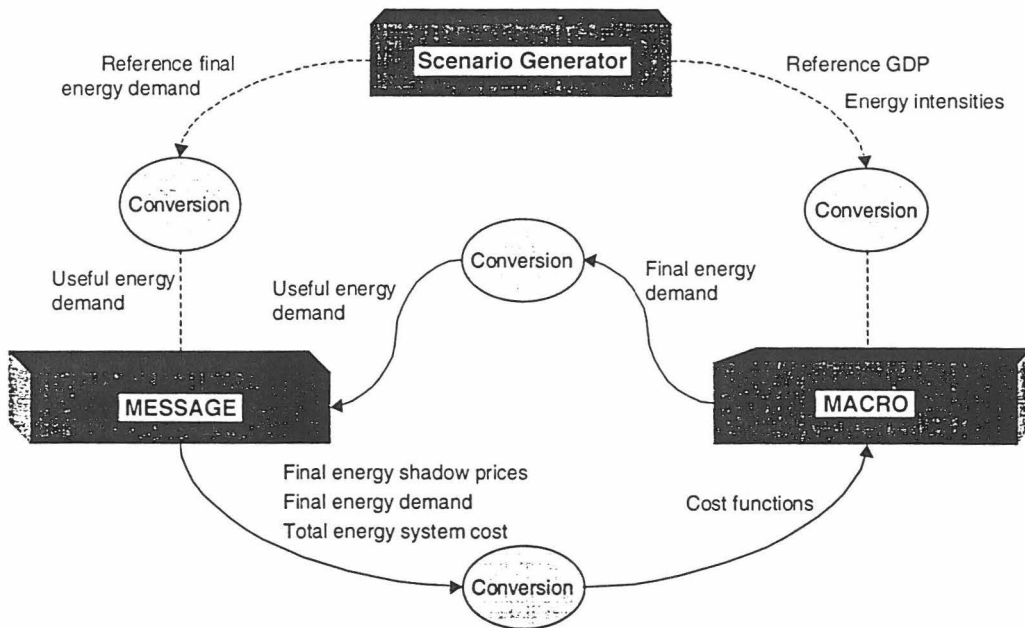 Scenario Generator
Reference final
energy demand
Reference GDP
Energy intensities
Conversion
Conversion
Conversion
Useful energy
demand
Useful energy
demand
Final energy
demand
MESSAGE
MACRO
Final energy shadow prices
Final energy demand
Total energy system cost
Cost functions
Conversion